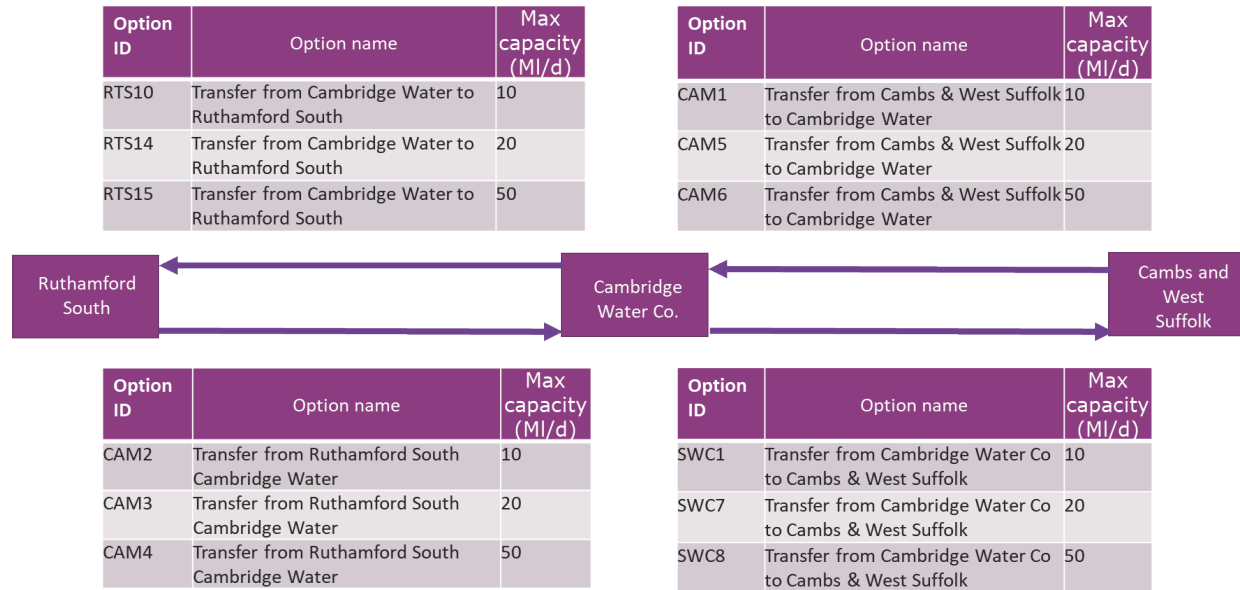 Option ID Option name Max capacity (Ml/d)
RTS10 Transfer from Cambridge Water to Ruthamford South 10
RTS14 Transfer from Cambridge Water to Ruthamford South 20
RTS15 Transfer from Cambridge Water to Ruthamford South 50
Option ID Option name Max capacity (Ml/d)
CAM1 Transfer from Cambs & West Suffolk to Cambridge Water 10
CAM5 Transfer from Cambs & West Suffolk to Cambridge Water 20
CAM6 Transfer from Cambs & West Suffolk to Cambridge Water 50
Ruthamford
South
Cambridge
Water Co.
Cambs and
West
Suffolk
Option ID Option name Max capacity (Ml/d)
CAM2 Transfer from Ruthamford South Cambridge Water 10
CAM3 Transfer from Ruthamford South Cambridge Water 20
CAM4 Transfer from Ruthamford South Cambridge Water 50
Option ID Option name Max capacity (Ml/d)
SWC1 Transfer from Cambridge Water Co to Cambs & West Suffolk 10
SWC7 Transfer from Cambridge Water Co to Cambs & West Suffolk 20
SWC8 Transfer from Cambridge Water Co to Cambs & West Suffolk 50